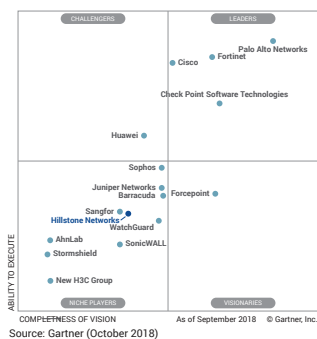 CHALLENGERS
LEADERS
Palo Alto Networks
Fortinet
Cisco
Check Point Software Technologies
Huawei
Sophos
Juniper Networks
Barracuda
Forcepoint
Sangfor
Hillstone Networks
WatchGuard
AhnLab
SonicWALL
Stormshield
New H3C Group
ABILITY TO EXECUTE
NICHE PLAYERS
VISIONARIES
COMPLETENESS OF VISION
As of September 2018
© Gartner, Inc.
Source: Gartner (October 2018)